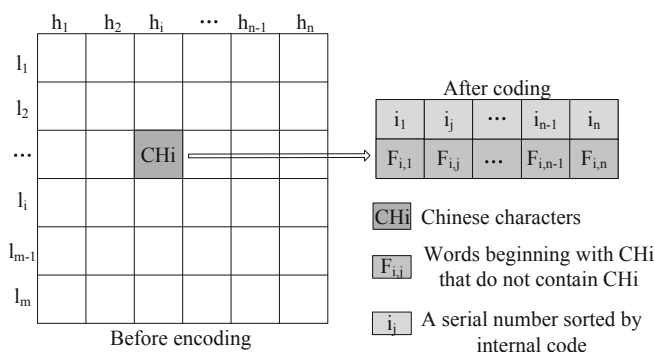 h1 h2 hi ... hn-1 hn
l1
l2
...
li
lm-1
lm
CHi
Before encoding
After coding
i1 ij ... in-1 in
Fi,1 Fi,j ... Fi,n-1 Fi,n
CHi Chinese characters
Fi,j Words beginning with CHi
that do not contain CHi
ij A serial number sorted by
internal code